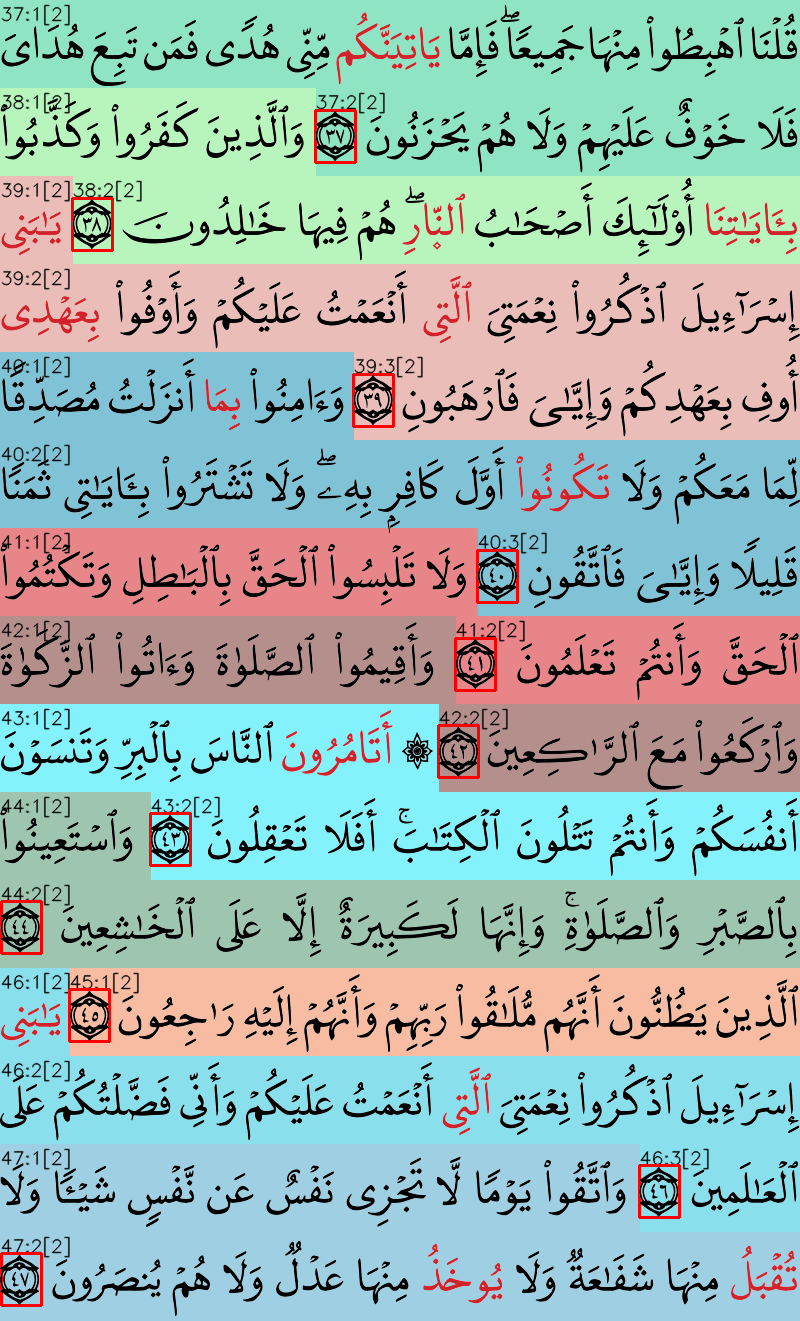 37:1[2]
قُلْنَا ٱهْبِطُوا۟ مِنْهَا جَمِيعًاۖ فَإِمَّا يَاتِيَنَّكُم مِّنِّى هُدًى فَمَن تَبِعَ هُدَاىَ
38:1[2] 37:2[2]
فَلَا خَوْفٌ عَلَيْهِمْ وَلَا هُمْ يَحْزَنُونَ ٣٧ وَٱلَّذِينَ كَفَرُوا۟ وَكَذَّبُوا۟
39:1[2] 38:2[2]
بِـَٔايَـٰتِنَا أُو۟لَـٰٓئِكَ أَصْحَـٰبُ ٱلنّ۪ارِۖ هُمْ فِيهَا خَـٰلِدُونَ ٣٨ يَـٰبَنِى
39:2[2]
إِسْرَٰٓءِيلَ ٱذْكُرُوا۟ نِعْمَتِىَ ٱلَّتِى أَنْعَمْتُ عَلَيْكُمْ وَأَوْفُوا۟ بِعَهْدِى
40:1[2] 39:3[2]
أُوفِ بِعَهْدِكُمْ وَإِيَّـٰىَ فَٱرْهَبُونِ ٣٩ وَءَامِنُوا۟ بِمَا أَنزَلْتُ مُصَدِّقًا
40:2[2]
لِّمَا مَعَكُمْ وَلَا تَكُونُوا۟ أَوَّلَ كَافِرِۭ بِهِۦۖ وَلَا تَشْتَرُوا۟ بِـَٔايَـٰتِى ثَمَنًا
41:1[2] 40:3[2]
قَلِيلًا وَإِيَّـٰىَ فَٱتَّقُونِ ٤٠ وَلَا تَلْبِسُوا۟ ٱلْحَقَّ بِٱلْبَـٰطِلِ وَتَكْتُمُوا۟
42:1[2] 41:2[2]
ٱلْحَقَّ وَأَنتُمْ تَعْلَمُونَ ٤١ وَأَقِيمُوا۟ ٱلصَّلَوٰةَ وَءَاتُوا۟ ٱلزَّكَوٰةَ
43:1[2] 42:2[2]
وَٱرْكَعُوا۟ مَعَ ٱلرَّٰكِعِينَ ٤٢ ۞ أَتَامُرُونَ ٱلنَّاسَ بِٱلْبِرِّ وَتَنسَوْنَ
44:1[2] 43:2[2]
أَنفُسَكُمْ وَأَنتُمْ تَتْلُونَ ٱلْكِتَـٰبَۚ أَفَلَا تَعْقِلُونَ ٤٣ وَٱسْتَعِينُوا۟
44:2[2]
بِٱلصَّبْرِ وَٱلصَّلَوٰةِۚ وَإِنَّهَا لَكَبِيرَةٌ إِلَّا عَلَى ٱلْخَـٰشِعِينَ ٤٤
46:1[2] 45:1[2]
ٱلَّذِينَ يَظُنُّونَ أَنَّهُم مُّلَـٰقُوا۟ رَبِّهِمْ وَأَنَّهُمْ إِلَيْهِ رَٰجِعُونَ ٤٥ يَـٰبَنِى
46:2[2]
إِسْرَٰٓءِيلَ ٱذْكُرُوا۟ نِعْمَتِىَ ٱلَّتِى أَنْعَمْتُ عَلَيْكُمْ وَأَنِّى فَضَّلْتُكُمْ عَلَى
47:1[2] 46:3[2]
ٱلْعَـٰلَمِينَ ٤٦ وَٱتَّقُوا۟ يَوْمًا لَّا تَجْزِى نَفْسٌ عَن نَّفْسٍ شَيْـًٔا وَلَا
47:2[2]
تُقْبَلُ مِنْهَا شَفَـٰعَةٌ وَلَا يُوخَذُ مِنْهَا عَدْلٌ وَلَا هُمْ يُنصَرُونَ ٤٧